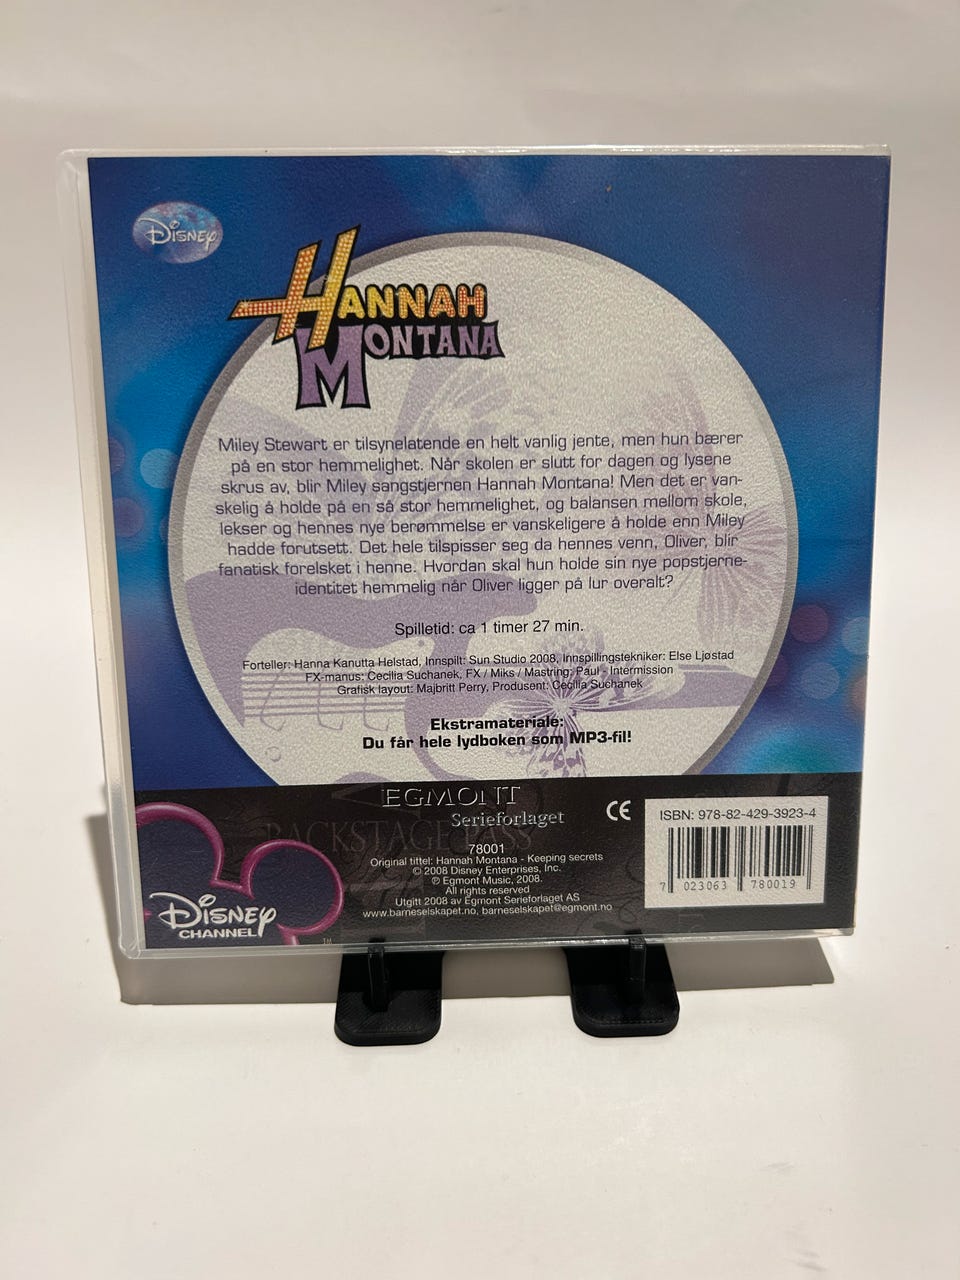 Disney
HANNAH
MONTANA
Miley Stewart er tilsynelatende en helt vanlig jente, men hun bærer
på en stor hemmelighet. Når skolen er slutt for dagen og lysene
skrus av, blir Miley sangstjernen Hannah Montana! Men det er van-
skelig å holde på en så stor hemmelighet, og balansen mellom skole,
lekser og hennes nye berømmelse er vanskeligere å holde enn Miley
hadde forutsett. Det hele tilspisser seg da hennes venn, Oliver, blir
fanatisk forelsket i henne. Hvordan skal hun holde sin nye popstjerne-
identitet hemmelig når Oliver ligger på lur overalt?
Spilletid: ca 1 timer 27 min.
Forteller: Hanna Kanutta Helstad, Innspilt: Sun Studio 2008, Innspillingstekniker: Else Ljøstad
FX-manus: Cecilia Suchanek, FX / Miks / Mastring: Paul - Intermission
Grafisk layout: Majbritt Perry, Produsent: Cecilia Suchanek
Ekstramateriale:
Du får hele lydboken som MP3-fil!
EGMONT
Serieforlaget
BACKSTAGE PASS
78001
Original tittel: Hannah Montana - Keeping secrets
© 2008 Disney Enterprises, Inc.
℗ Egmont Music, 2008.
All rights reserved
Utgitt 2008 av Egmont Serieforlaget AS
www.barneselskapet.no, barneselskapet@egmont.no
CE
ISBN: 978-82-429-3923-4
7 023063 780019
Disney
CHANNEL
TM